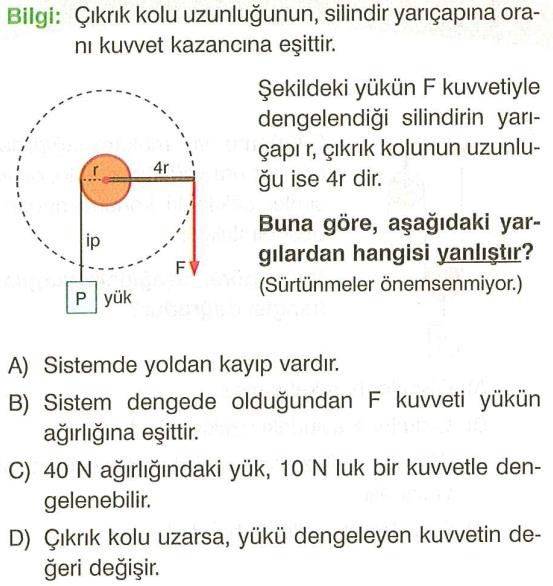 Bilgi: Çıkrık kolu uzunluğunun, silindir yarıçapına ora-
nı kuvvet kazancına eşittir.
r
4r
ip
F
P
yük
Şekildeki yükün F kuvvetiyle
dengelendiği silindirin yarı-
çapı r, çıkrık kolunun uzunlu-
ğu ise 4r dir.
Buna göre, aşağıdaki yar-
gılardan hangisi yanlıştır?
(Sürtünmeler önemsenmiyor.)
A) Sistemde yoldan kayıp vardır.
B) Sistem dengede olduğundan F kuvveti yükün
ağırlığına eşittir.
C) 40 N ağırlığındaki yük, 10 N luk bir kuvvetle den-
gelenebilir.
D) Çıkrık kolu uzarsa, yükü dengeleyen kuvvetin de-
ğeri değişir.